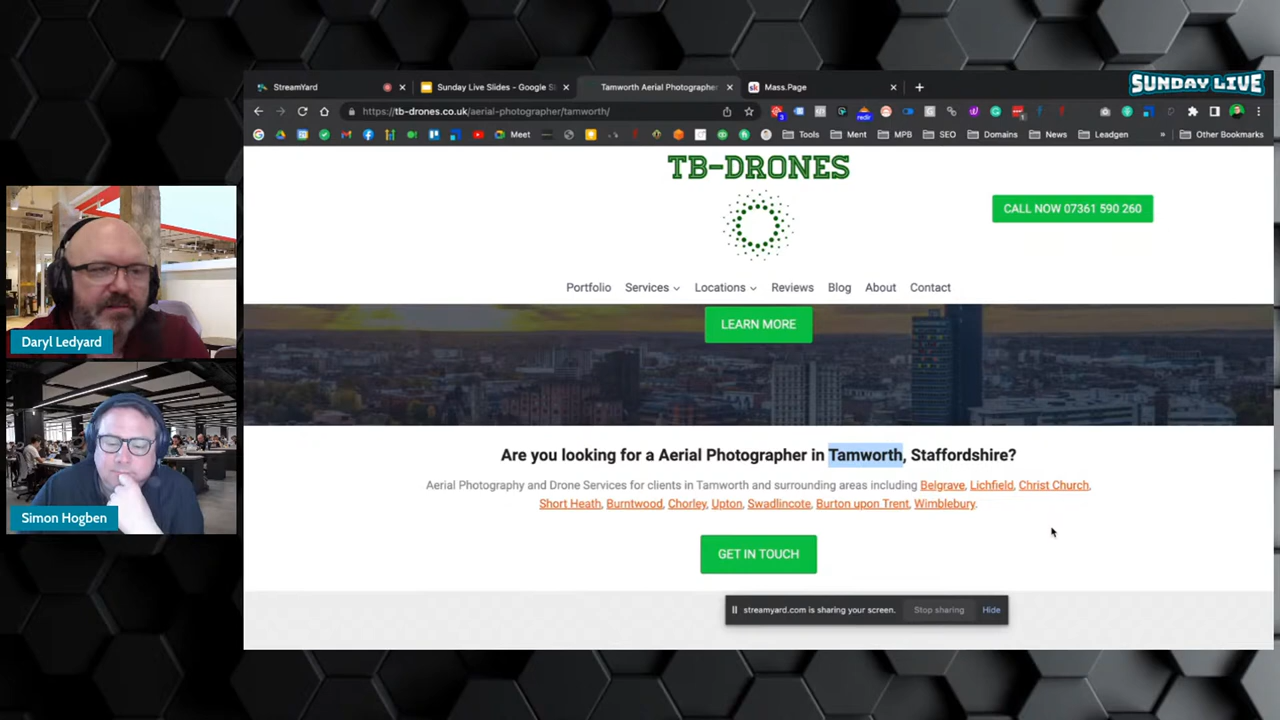 SUNDAY LIVE
StreamYard
Sunday Live Slides - Google Sl
Tamworth Aerial Photographer
Mass.Page
https://tb-drones.co.uk/aerial-photographer/tamworth/
Meet
Tools
Ment
MPB
SEO
Domains
News
Leadgen
Other Bookmarks
TB-DRONES
CALL NOW 07361 590 260
Portfolio Services Locations Reviews Blog About Contact
LEARN MORE
Daryl Ledyard
Are you looking for a Aerial Photographer in Tamworth, Staffordshire?
Aerial Photography and Drone Services for clients in Tamworth and surrounding areas including Belgrave, Lichfield, Christ Church,
Short Heath, Burntwood, Chorley, Upton, Swadlincote, Burton upon Trent, Wimblebury.
Simon Hogben
GET IN TOUCH
streamyard.com is sharing your screen. Stop sharing Hide